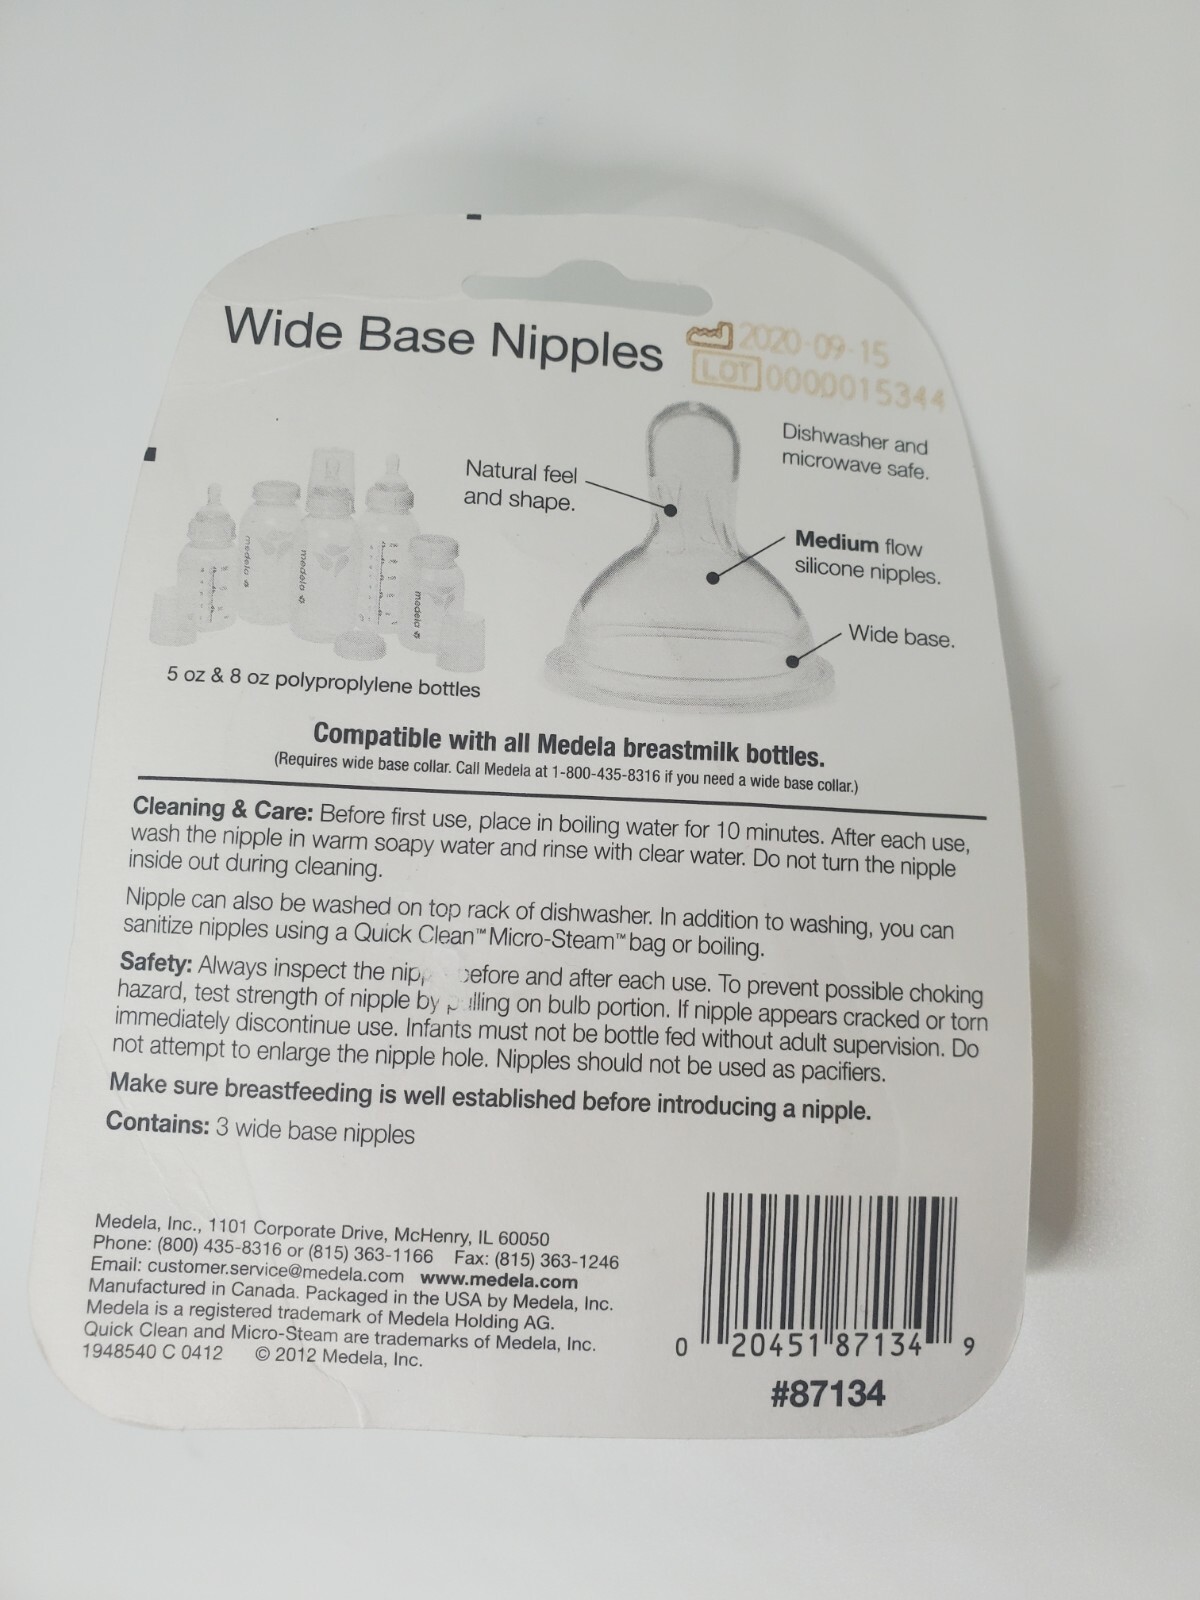 Wide Base Nipples
2020-09-15
LOT 0000015344
Dishwasher and
microwave safe.
Natural feel
and shape.
Medium flow
silicone nipples.
Wide base.
medela
medela
medela
5 oz & 8 oz polyproplylene bottles
Compatible with all Medela breastmilk bottles.
(Requires wide base collar. Call Medela at 1-800-435-8316 if you need a wide base collar.)
Cleaning & Care: Before first use, place in boiling water for 10 minutes. After each use,
wash the nipple in warm soapy water and rinse with clear water. Do not turn the nipple
inside out during cleaning.
Nipple can also be washed on top rack of dishwasher. In addition to washing, you can
sanitize nipples using a Quick Clean™ Micro-Steam™ bag or boiling.
Safety: Always inspect the nip efore and after each use. To prevent possible choking
hazard, test strength of nipple by p lling on bulb portion. If nipple appears cracked or torn
immediately discontinue use. Infants must not be bottle fed without adult supervision. Do
not attempt to enlarge the nipple hole. Nipples should not be used as pacifiers.
Make sure breastfeeding is well established before introducing a nipple.
Contains: 3 wide base nipples
Medela, Inc., 1101 Corporate Drive, McHenry, IL 60050
Phone: (800) 435-8316 or (815) 363-1166 Fax: (815) 363-1246
Email: customer.service@medela.com www.medela.com
Manufactured in Canada. Packaged in the USA by Medela, Inc.
Medela is a registered trademark of Medela Holding AG.
Quick Clean and Micro-Steam are trademarks of Medela, Inc.
1948540 C 0412 © 2012 Medela, Inc.
0 20451 87134 9
#87134